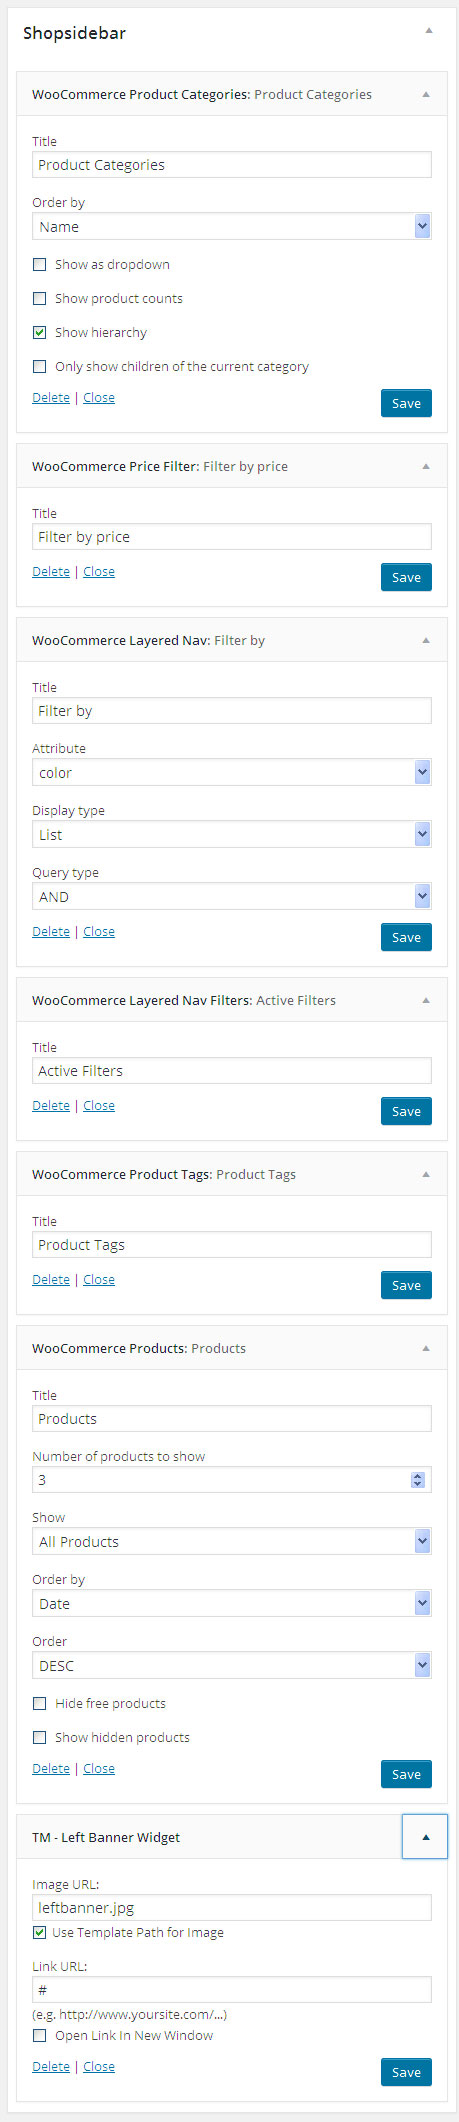 Shopsidebar
WooCommerce Product Categories: Product Categories
Title
Product Categories
Order by
Name
Show as dropdown
Show product counts
Show hierarchy
Only show children of the current category
Delete | Close
Save
WooCommerce Price Filter: Filter by price
Title
Filter by price
Delete | Close
Save
WooCommerce Layered Nav: Filter by
Title
Filter by
Attribute
color
Display type
List
Query type
AND
Delete | Close
Save
WooCommerce Layered Nav Filters: Active Filters
Title
Active Filters
Delete | Close
Save
WooCommerce Product Tags: Product Tags
Title
Product Tags
Delete | Close
Save
WooCommerce Products: Products
Title
Products
Number of products to show
3
Show
All Products
Order by
Date
Order
DESC
Hide free products
Show hidden products
Delete | Close
Save
TM - Left Banner Widget
Image URL:
leftbanner.jpg
Use Template Path for Image
Link URL:
#
(e.g. http://www.yoursite.com/...)
Open Link In New Window
Delete | Close
Save